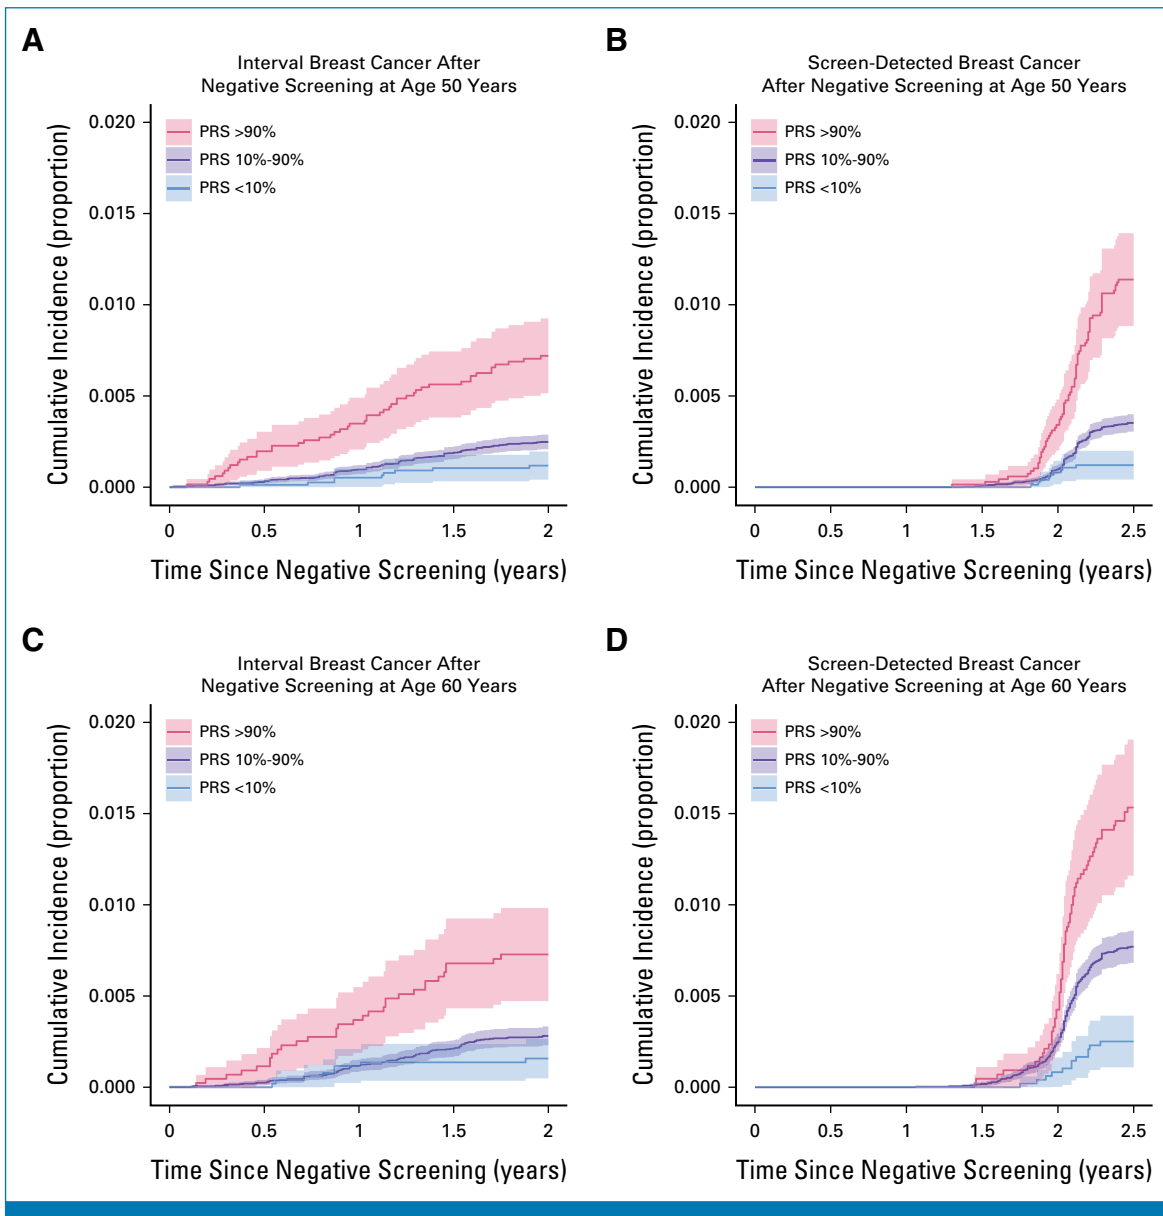 A
Interval Breast Cancer After
Negative Screening at Age 50 Years
Cumulative Incidence (proportion)
0.020
0.015
0.010
0.005
0.000
PRS >90%
PRS 10%-90%
PRS <10%
0 0.5 1 1.5 2
Time Since Negative Screening (years)
B
Screen-Detected Breast Cancer
After Negative Screening at Age 50 Years
Cumulative Incidence (proportion)
0.020
0.015
0.010
0.005
0.000
PRS >90%
PRS 10%-90%
PRS <10%
0 0.5 1 1.5 2 2.5
Time Since Negative Screening (years)
C
Interval Breast Cancer After
Negative Screening at Age 60 Years
Cumulative Incidence (proportion)
0.020
0.015
0.010
0.005
0.000
PRS >90%
PRS 10%-90%
PRS <10%
0 0.5 1 1.5 2
Time Since Negative Screening (years)
D
Screen-Detected Breast Cancer
After Negative Screening at Age 60 Years
Cumulative Incidence (proportion)
0.020
0.015
0.010
0.005
0.000
PRS >90%
PRS 10%-90%
PRS <10%
0 0.5 1 1.5 2 2.5
Time Since Negative Screening (years)